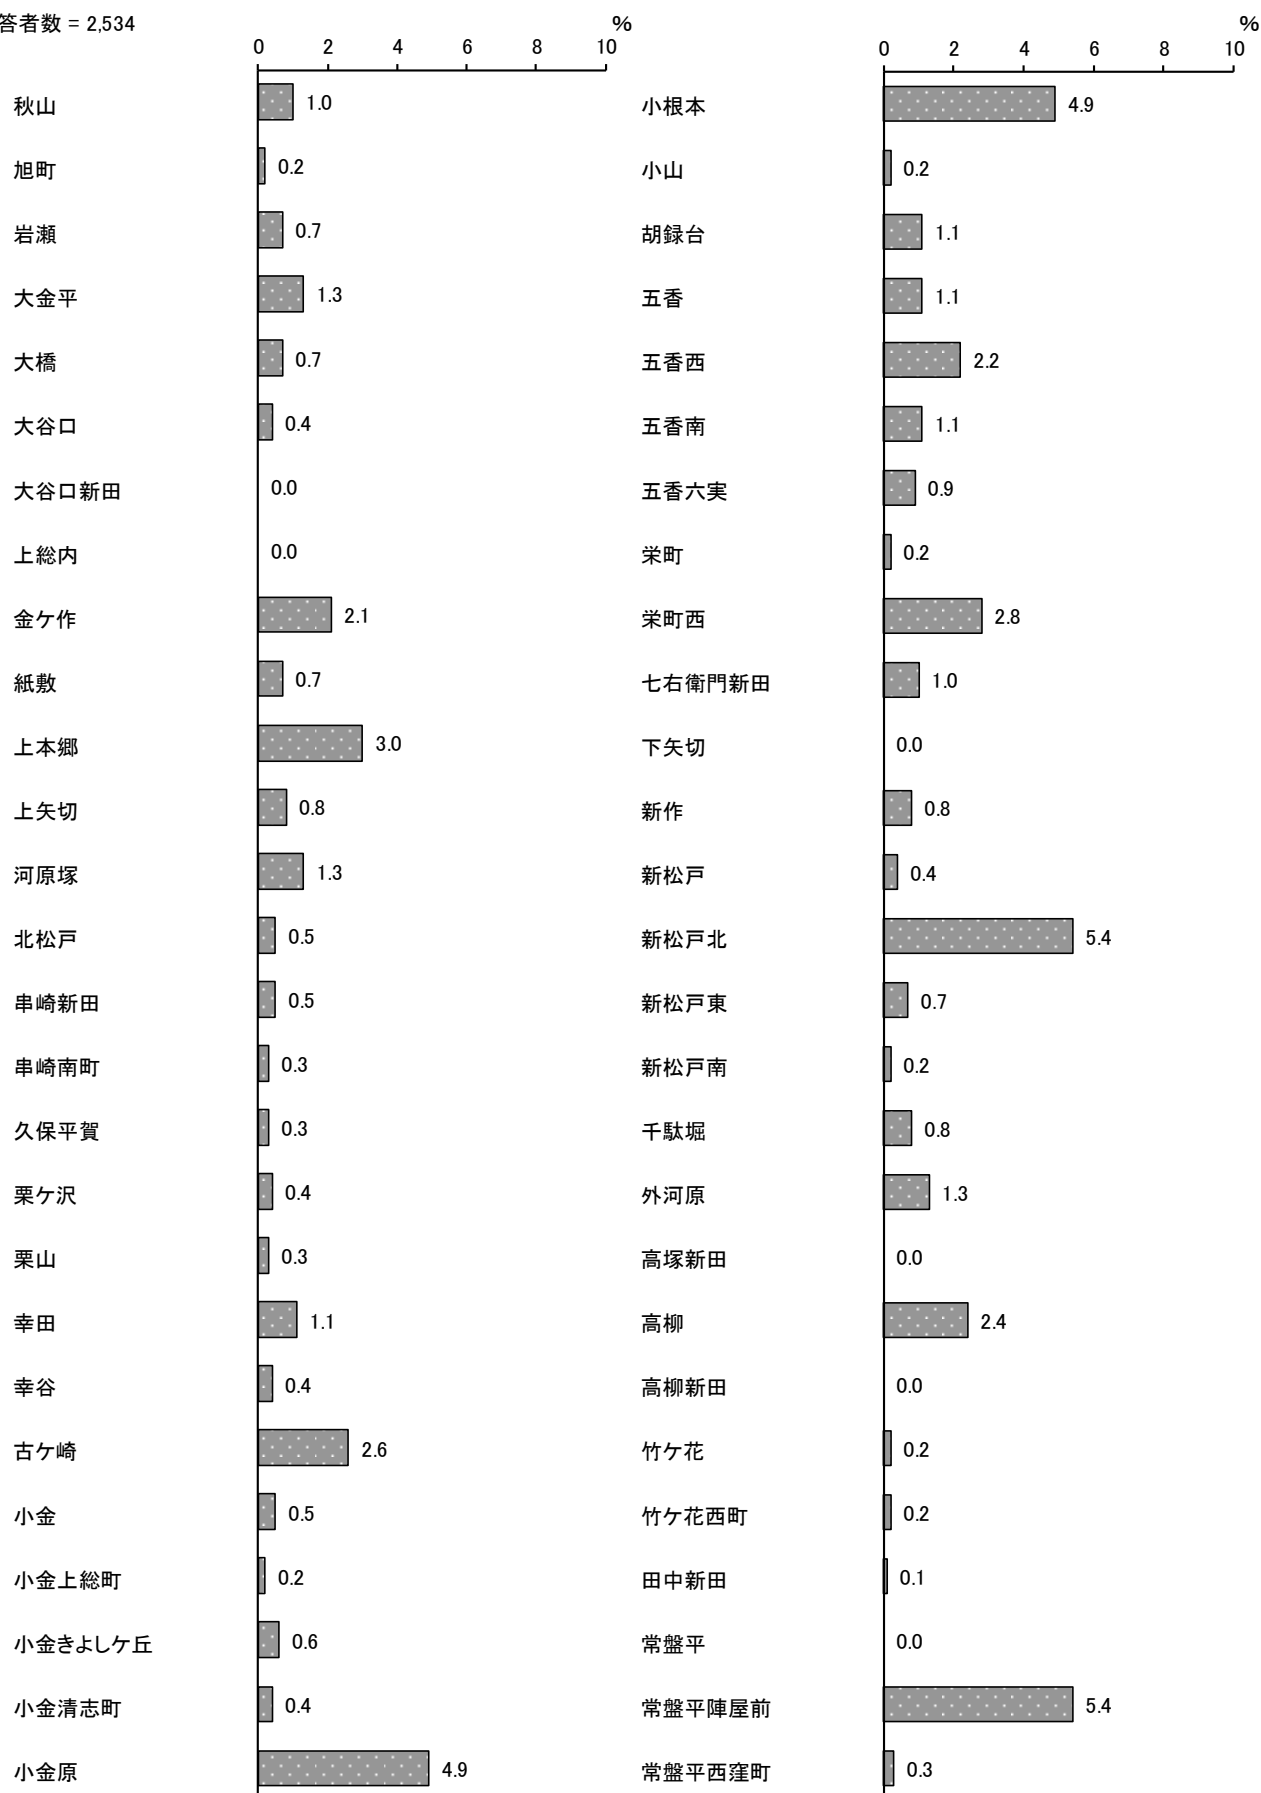 答者数 = 2,534
%
0 2 4 6 8 10
秋山 1.0
旭町 0.2
岩瀬 0.7
大金平 1.3
大橋 0.7
大谷口 0.4
大谷口新田 0.0
上総内 0.0
金ケ作 2.1
紙敷 0.7
上本郷 3.0
上矢切 0.8
河原塚 1.3
北松戸 0.5
串崎新田 0.5
串崎南町 0.3
久保平賀 0.3
栗ケ沢 0.4
栗山 0.3
幸田 1.1
幸谷 0.4
古ケ崎 2.6
小金 0.5
小金上総町 0.2
小金きよしケ丘 0.6
小金清志町 0.4
小金原 4.9
%
0 2 4 6 8 10
小根本 4.9
小山 0.2
胡録台 1.1
五香 1.1
五香西 2.2
五香南 1.1
五香六実 0.9
栄町 0.2
栄町西 2.8
七右衛門新田 1.0
下矢切 0.0
新作 0.8
新松戸 0.4
新松戸北 5.4
新松戸東 0.7
新松戸南 0.2
千駄堀 0.8
外河原 1.3
高塚新田 0.0
高柳 2.4
高柳新田 0.0
竹ケ花 0.2
竹ケ花西町 0.2
田中新田 0.1
常盤平 0.0
常盤平陣屋前 5.4
常盤平西窪町 0.3